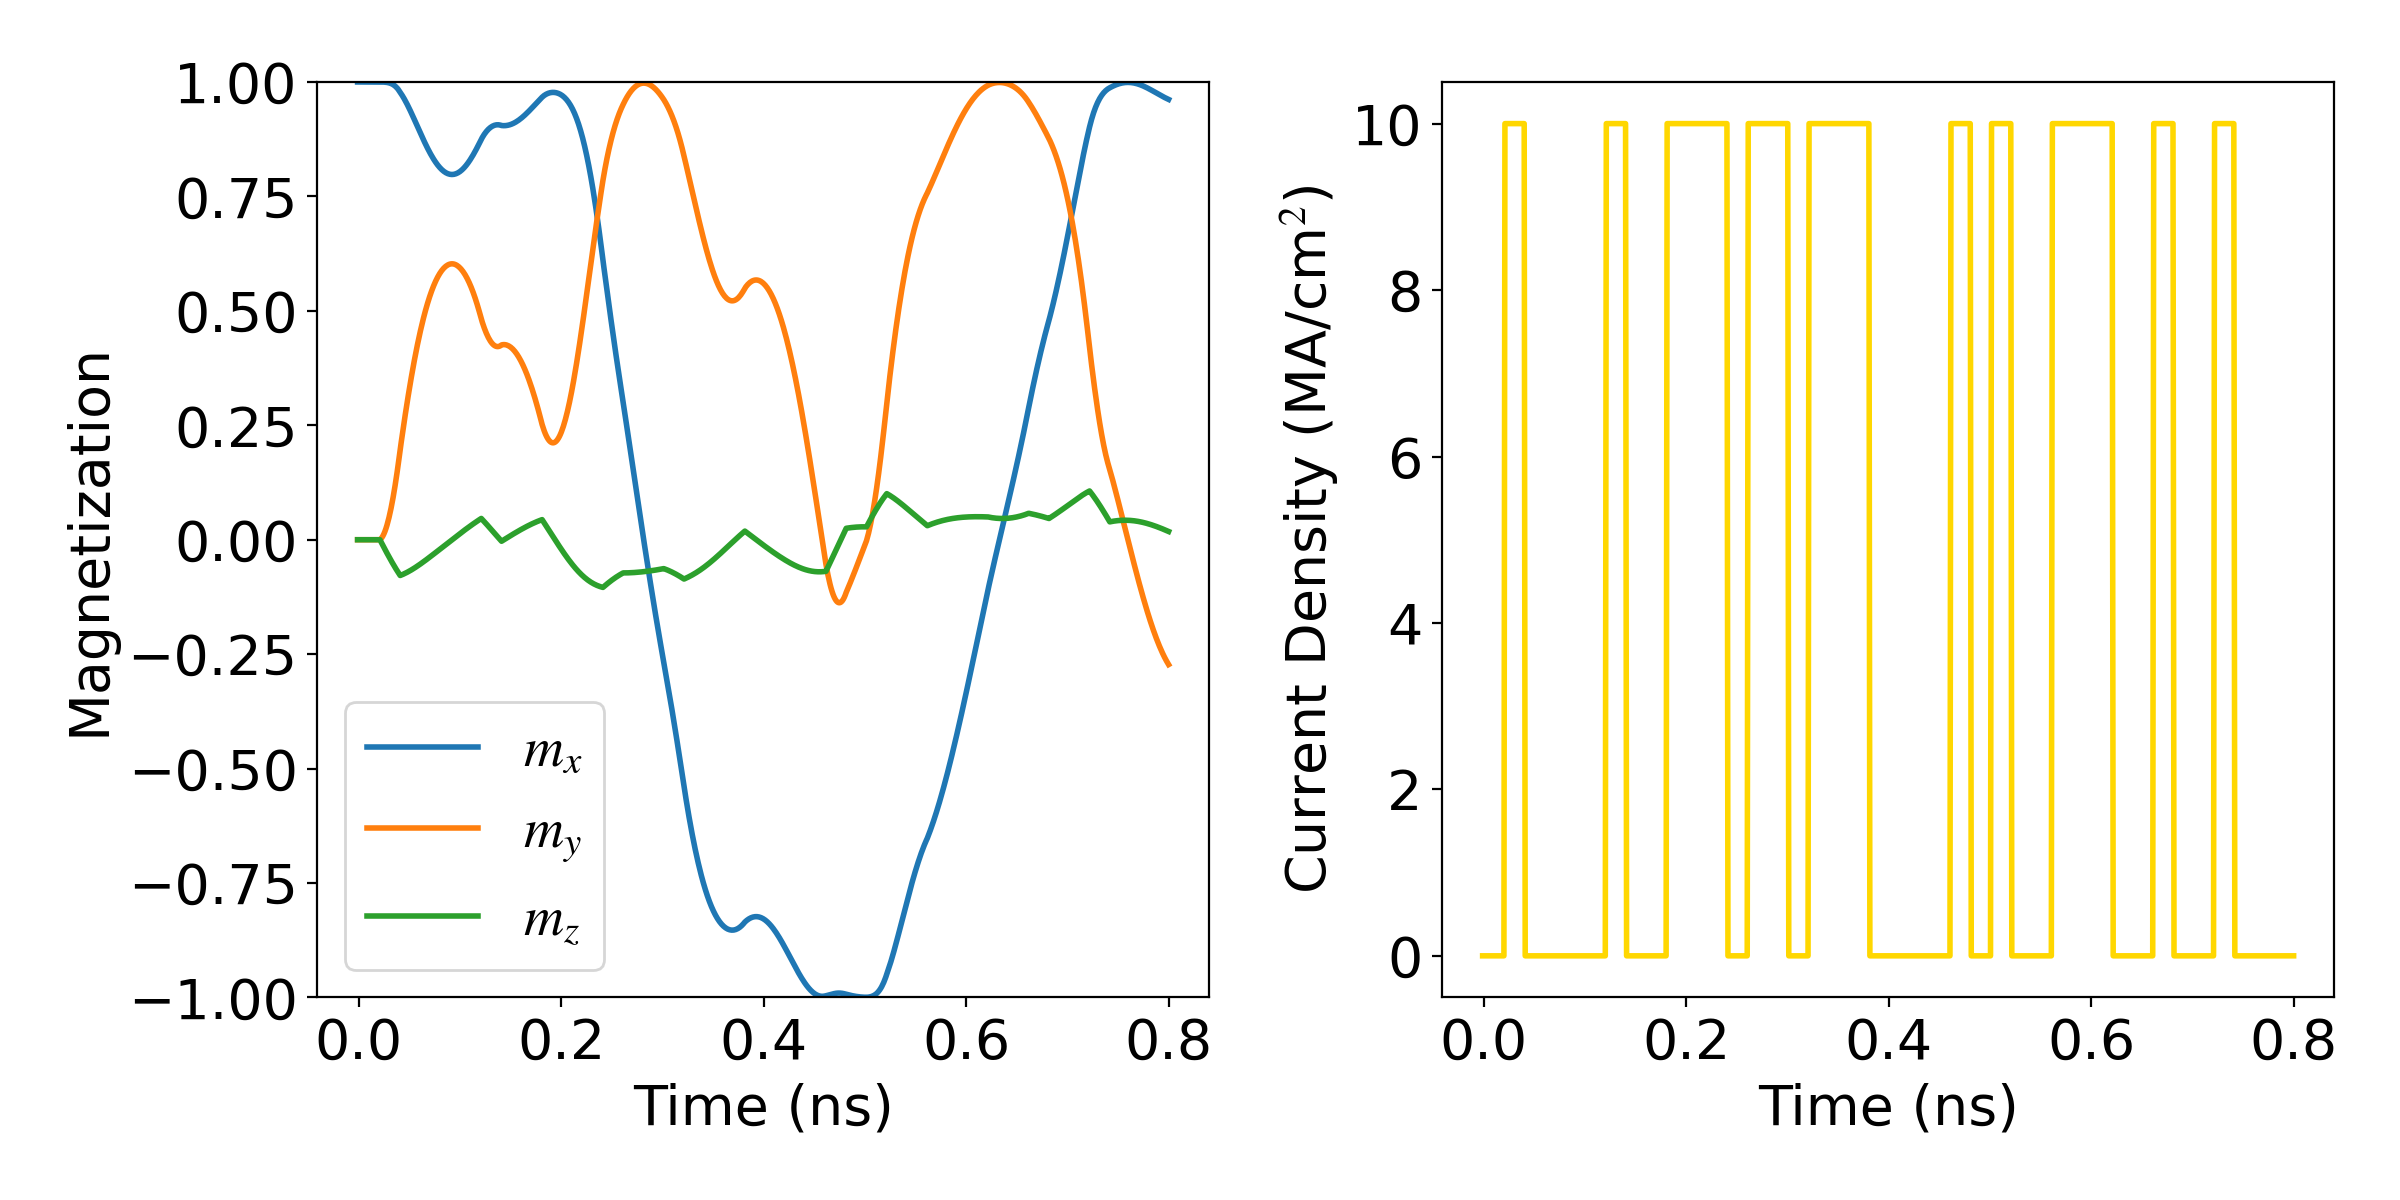 1.00
0.75
0.50
0.25
0.00
−0.25
−0.50
−0.75
−1.00
Magnetization
m_x
m_y
m_z
0.0 0.2 0.4 0.6 0.8
Time (ns)
10
8
6
4
2
0
Current Density (MA/cm²)
0.0 0.2 0.4 0.6 0.8
Time (ns)